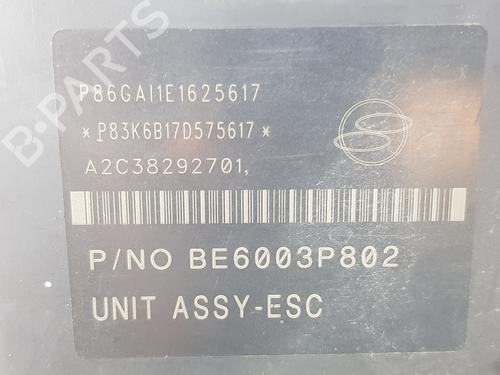 P86GAI1E1625617
*P83K6B17D575617*
A2C38292701,
P/NO BE6003P802
UNIT ASSY-ESC
B-PARTS